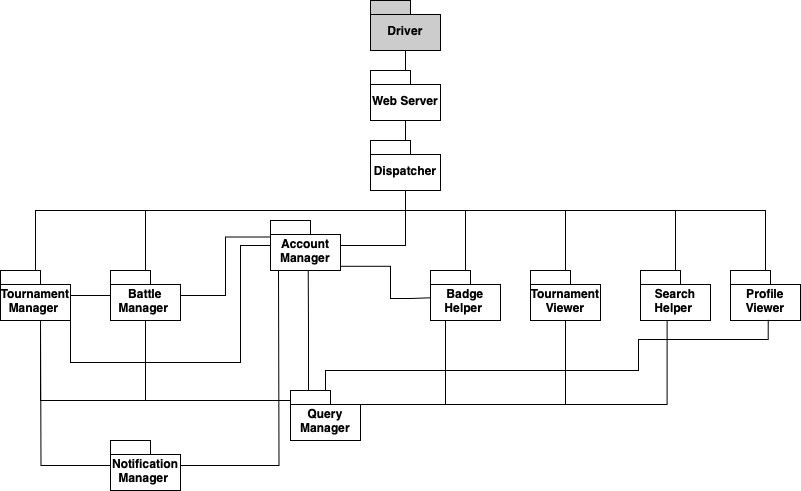 Driver
Web Server
Dispatcher
Account
Manager
Tournament
Manager
Battle
Manager
Badge
Helper
Tournament
Viewer
Search
Helper
Profile
Viewer
Query
Manager
Notification
Manager